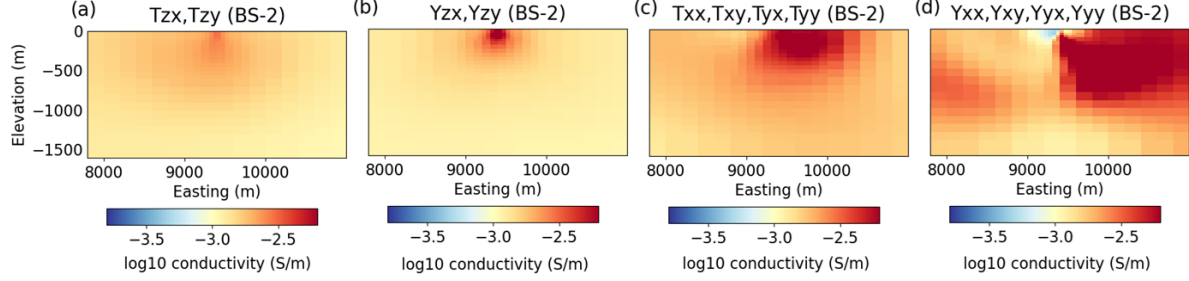 (a) Tzx,Tzy (BS-2)
(b) Yzx,Yzy (BS-2)
(c) Txx,Txy,Tyx,Tyy (BS-2)
(d) Yxx,Yxy,Yyx,Yyy (BS-2)
Elevation (m)
0
−500
−1000
−1500
8000 9000 10000
Easting (m)
8000 9000 10000
Easting (m)
8000 9000 10000
Easting (m)
8000 9000 10000
Easting (m)
−3.5 −3.0 −2.5
log10 conductivity (S/m)
−3.5 −3.0 −2.5
log10 conductivity (S/m)
−3.5 −3.0 −2.5
log10 conductivity (S/m)
−3.5 −3.0 −2.5
log10 conductivity (S/m)